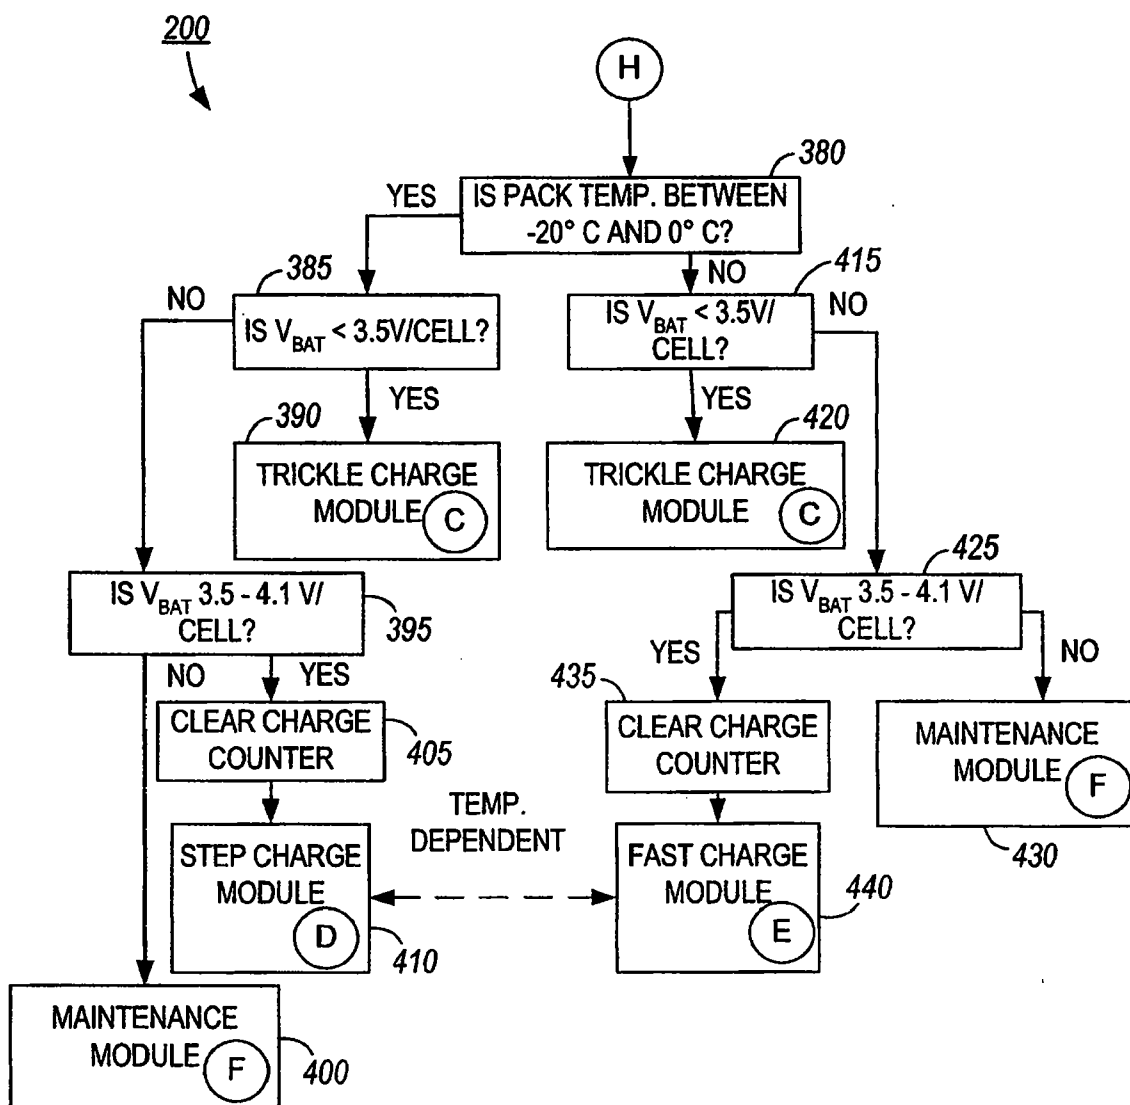 200
H
380
IS PACK TEMP. BETWEEN
-20° C AND 0° C?
YES
NO
385
IS V_BAT < 3.5V/CELL?
NO
YES
415
IS V_BAT < 3.5V/
CELL?
NO
YES
390
TRICKLE CHARGE
MODULE
C
420
TRICKLE CHARGE
MODULE
C
IS V_BAT 3.5 - 4.1 V/
CELL?
395
NO
YES
425
IS V_BAT 3.5 - 4.1 V/
CELL?
YES
NO
CLEAR CHARGE
COUNTER
405
435
CLEAR CHARGE
COUNTER
MAINTENANCE
MODULE
F
430
TEMP.
DEPENDENT
STEP CHARGE
MODULE
D
410
FAST CHARGE
MODULE
E
440
MAINTENANCE
MODULE
F
400